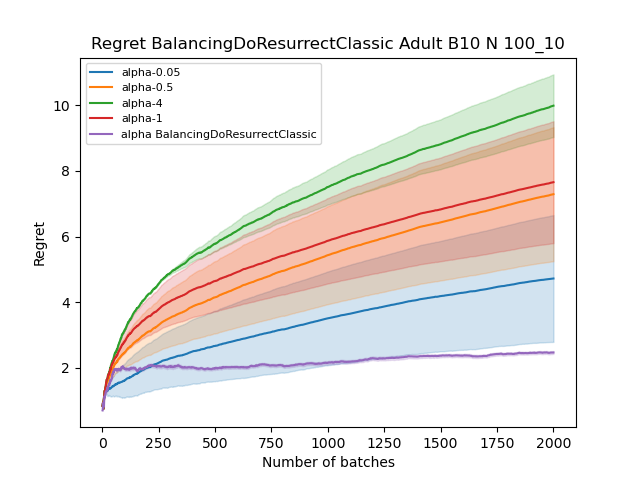 Regret BalancingDoResurrectClassic Adult B10 N 100_10
alpha-0.05
alpha-0.5
alpha-4
alpha-1
alpha BalancingDoResurrectClassic
10
8
6
4
2
Regret
0 250 500 750 1000 1250 1500 1750 2000
Number of batches